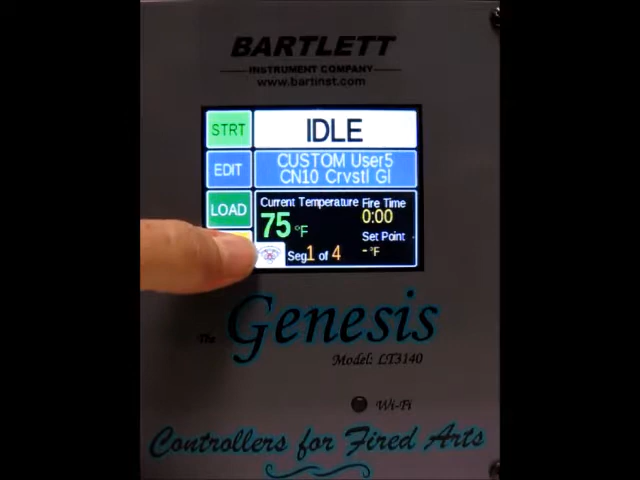 BARTLETT
INSTRUMENT COMPANY
www.bartinst.com
STRT
IDLE
EDIT
CUSTOM User5
CN10 Crystl Gl
LOAD
Current Temperature
Fire Time
75 °F
0:00
Set Point
Seg 1 of 4
- °F
The Genesis
Model: LT3140
Wi-Fi
Controllers for Fired Arts